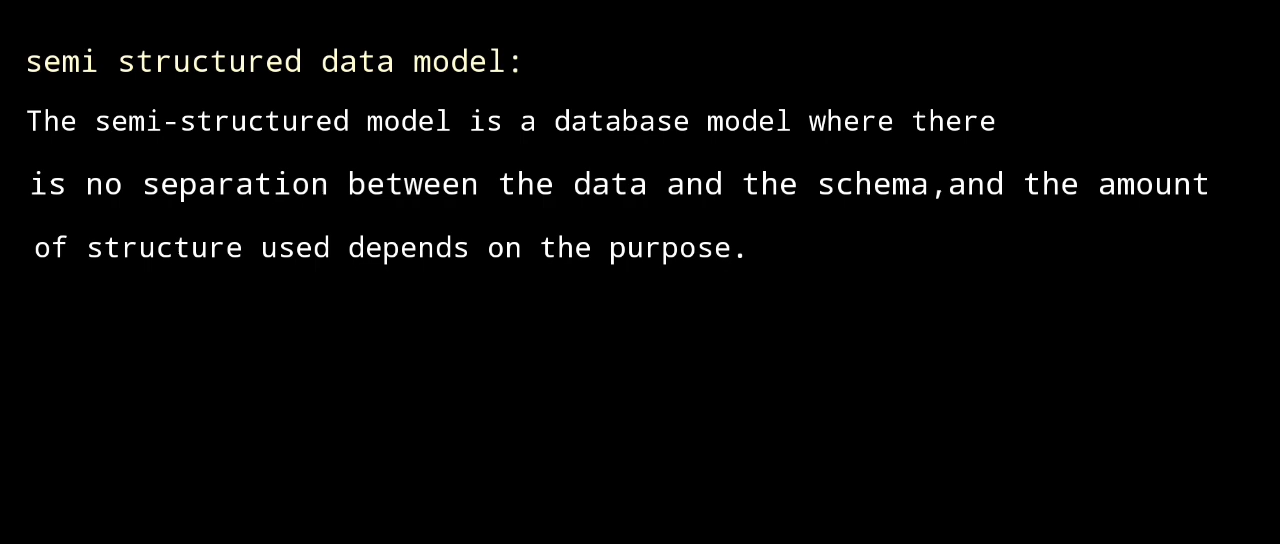 semi structured data model:
The semi-structured model is a database model where there
is no separation between the data and the schema,and the amount
of structure used depends on the purpose.